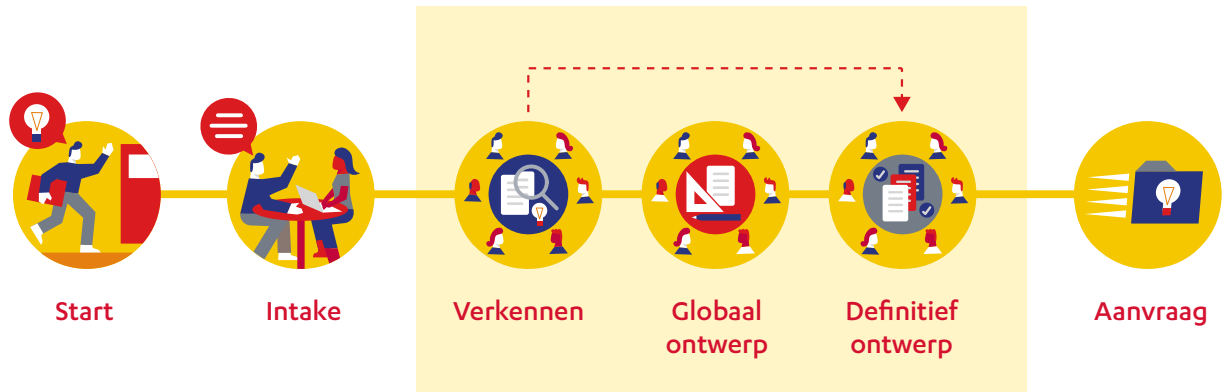 Start
Intake
Verkennen
Globaal
ontwerp
Definitief
ontwerp
Aanvraag